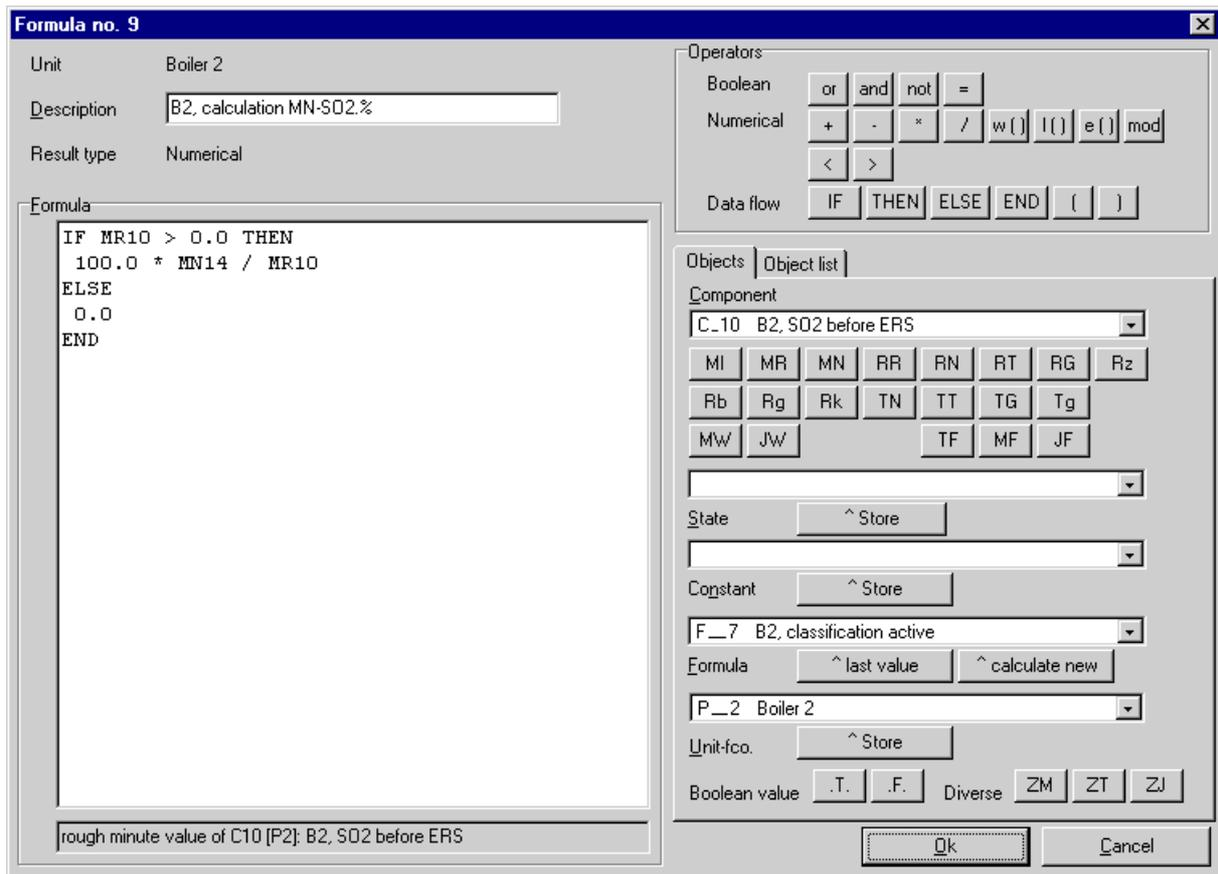 Formula no. 9
Unit Boiler 2
Description B2, calculation MN-SO2.%
Result type Numerical
Formula
IF MR10 > 0.0 THEN
100.0 * MN14 / MR10
ELSE
0.0
END
rough minute value of C10 [P2]: B2, SO2 before ERS
Operators
Boolean or and not =
Numerical + - * / w() l() e() mod
< >
Data flow IF THEN ELSE END ( )
Objects Object list
Component
C_10 B2, SO2 before ERS
MI MR MN RR RN RT RG Rz
Rb Rg Rk TN TT TG Tg
MW JW TF MF JF
State ^ Store
Constant ^ Store
F__7 B2, classification active
Formula ^ last value ^ calculate new
P__2 Boiler 2
Unit-fco. ^ Store
Boolean value .T. .F. Diverse ZM ZT ZJ
Ok Cancel